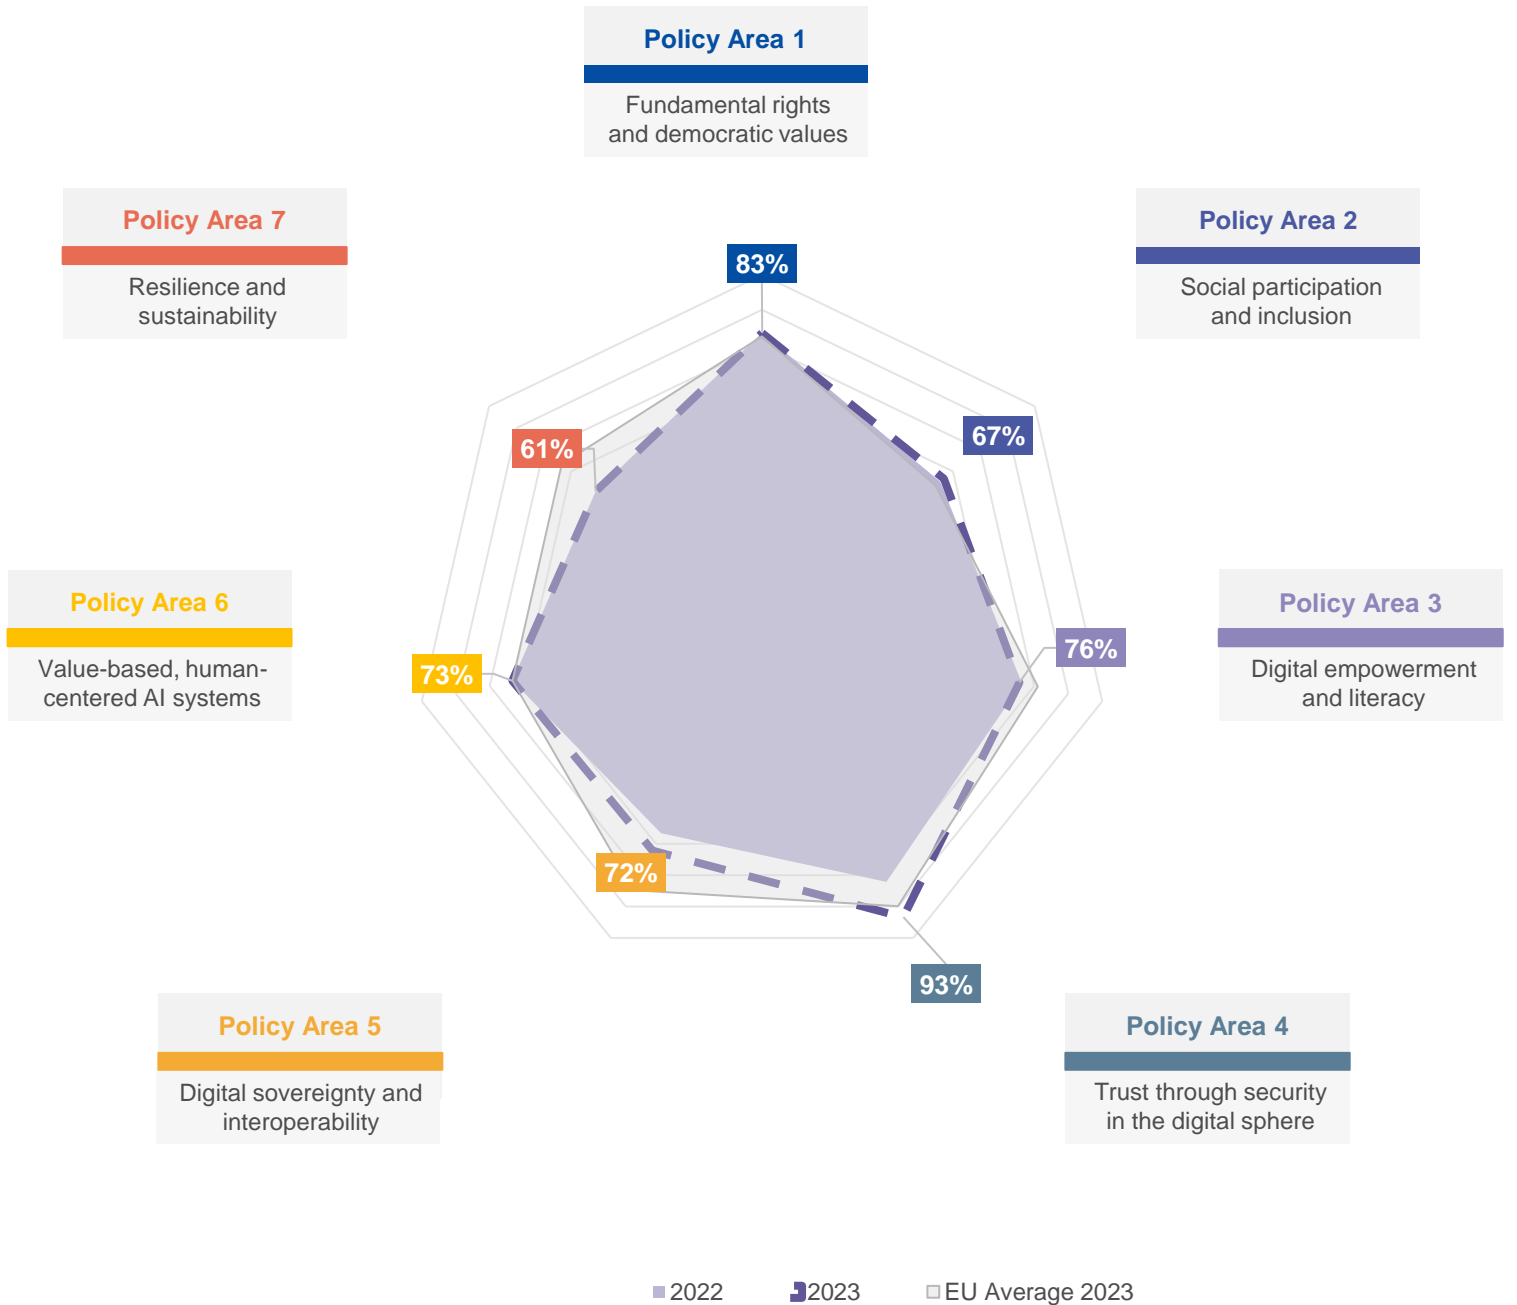 Policy Area 1
Fundamental rights
and democratic values
Policy Area 7
Resilience and
sustainability
Policy Area 2
Social participation
and inclusion
83%
67%
61%
Policy Area 6
Value-based, human-
centered AI systems
Policy Area 3
Digital empowerment
and literacy
76%
73%
72%
93%
Policy Area 5
Digital sovereignty and
interoperability
Policy Area 4
Trust through security
in the digital sphere
2022
2023
EU Average 2023